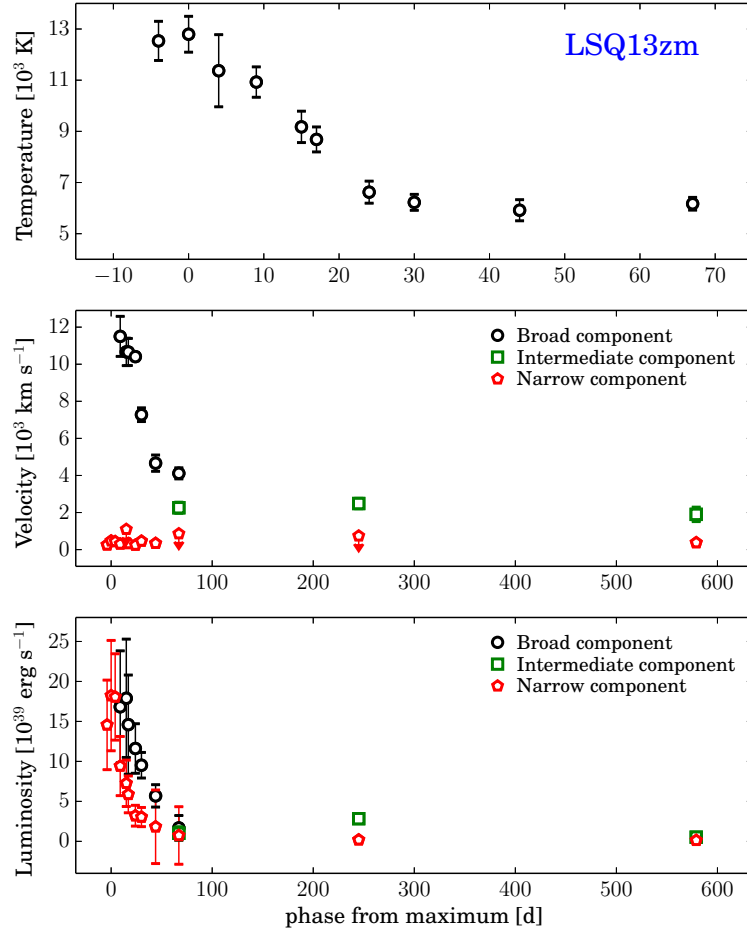 LSQ13zm
Temperature [10³ K]
13
11
9
7
5
−10 0 10 20 30 40 50 60 70
Velocity [10³ km s⁻¹]
12
10
8
6
4
2
0
Broad component
Intermediate component
Narrow component
0 100 200 300 400 500 600
Luminosity [10³⁹ erg s⁻¹]
25
20
15
10
5
0
Broad component
Intermediate component
Narrow component
0 100 200 300 400 500 600
phase from maximum [d]